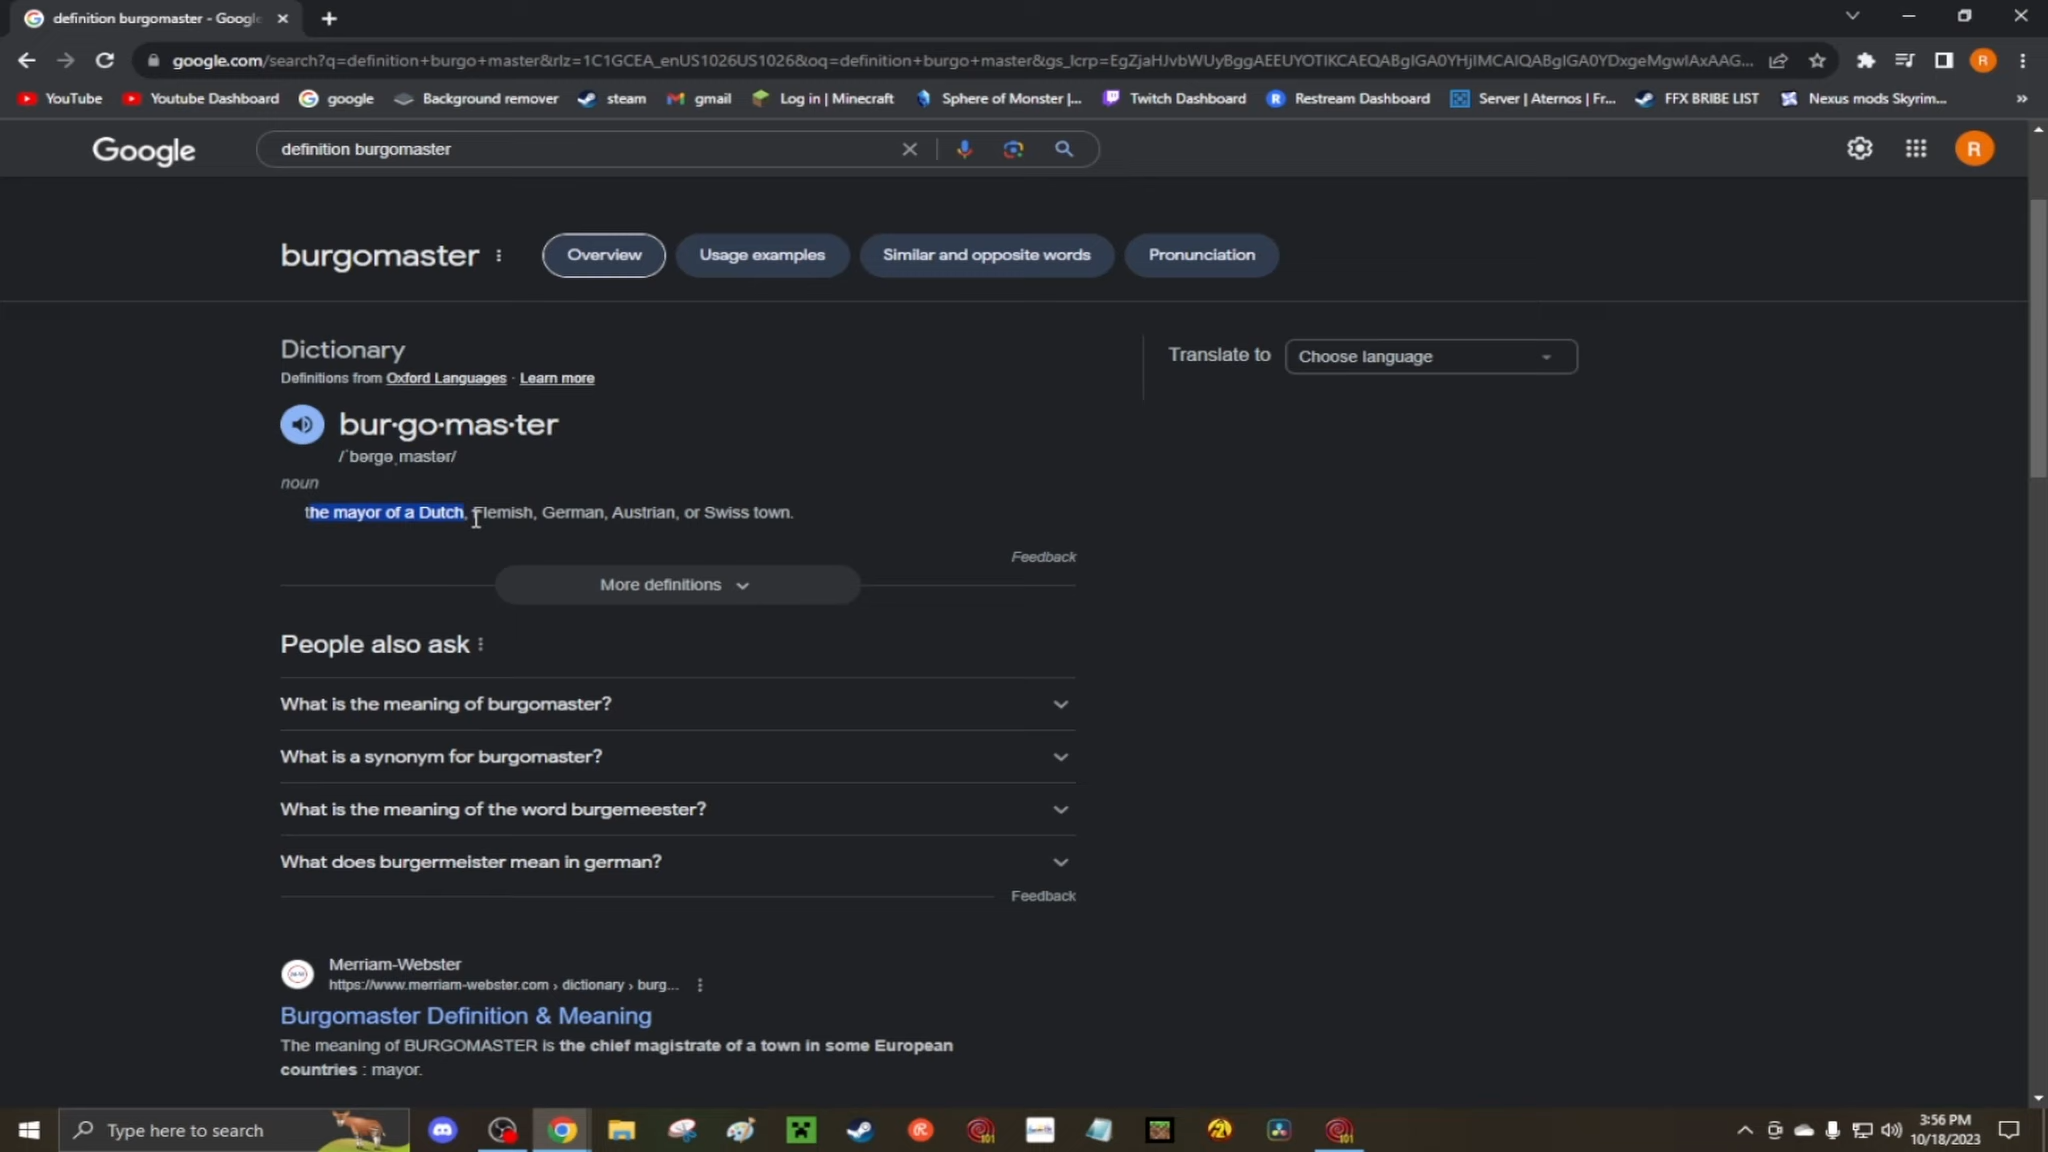 definition burgomaster - Google
google.com/search?q=definition+burgo+master&rlz=1C1GCEA_enUS1026US1026&oq=definition+burgo+master&gs_lcrp=EgZjaHJvbWUyBggAEEUYOTIKCAEQABgIGA0YHjIMCAIQABgIGA0YDxgeMgwIAxAAG...
YouTube Youtube Dashboard google Background remover steam gmail Log in | Minecraft Sphere of Monster |... Twitch Dashboard Restream Dashboard Server | Aternos | Fr... FFX BRIBE LIST Nexus mods Skyrim... »
Google definition burgomaster R
burgomaster Overview Usage examples Similar and opposite words Pronunciation
Dictionary
Definitions from Oxford Languages · Learn more
Translate to Choose language
bur·go·mas·ter
/ˈbərɡəˌmastər/
noun
the mayor of a Dutch, Flemish, German, Austrian, or Swiss town.
Feedback
More definitions
People also ask
What is the meaning of burgomaster?
What is a synonym for burgomaster?
What is the meaning of the word burgemeester?
What does burgermeister mean in german?
Feedback
Merriam-Webster
https://www.merriam-webster.com › dictionary › burg...
Burgomaster Definition & Meaning
The meaning of BURGOMASTER is the chief magistrate of a town in some European
countries : mayor.
Type here to search
3:56 PM
10/18/2023